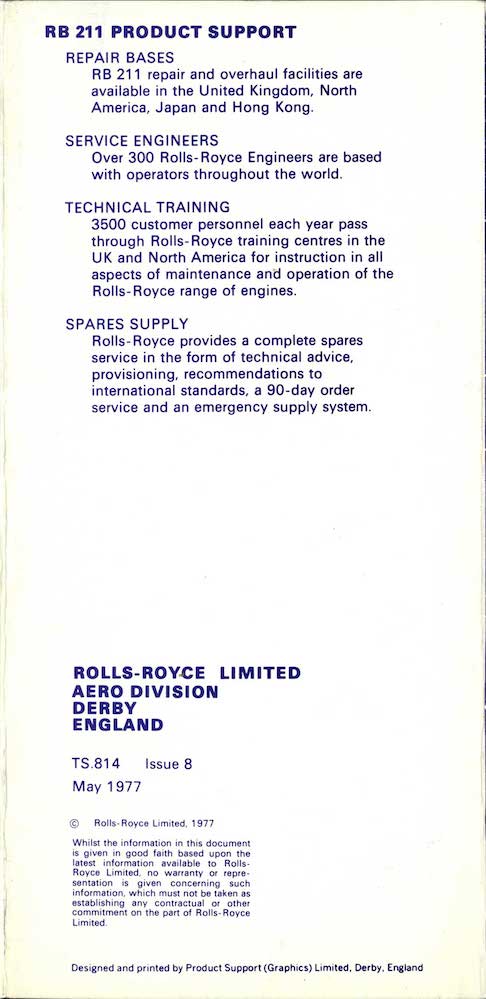 RB 211 PRODUCT SUPPORT
REPAIR BASES
RB 211 repair and overhaul facilities are
available in the United Kingdom, North
America, Japan and Hong Kong.
SERVICE ENGINEERS
Over 300 Rolls-Royce Engineers are based
with operators throughout the world.
TECHNICAL TRAINING
3500 customer personnel each year pass
through Rolls-Royce training centres in the
UK and North America for instruction in all
aspects of maintenance and operation of the
Rolls-Royce range of engines.
SPARES SUPPLY
Rolls-Royce provides a complete spares
service in the form of technical advice,
provisioning, recommendations to
international standards, a 90-day order
service and an emergency supply system.
ROLLS-ROYCE LIMITED
AERO DIVISION
DERBY
ENGLAND
TS.814 Issue 8
May 1977
© Rolls-Royce Limited, 1977
Whilst the information in this document
is given in good faith based upon the
latest information available to Rolls-
Royce Limited, no warranty or repre-
sentation is given concerning such
information, which must not be taken as
establishing any contractual or other
commitment on the part of Rolls-Royce
Limited.
Designed and printed by Product Support (Graphics) Limited, Derby, England